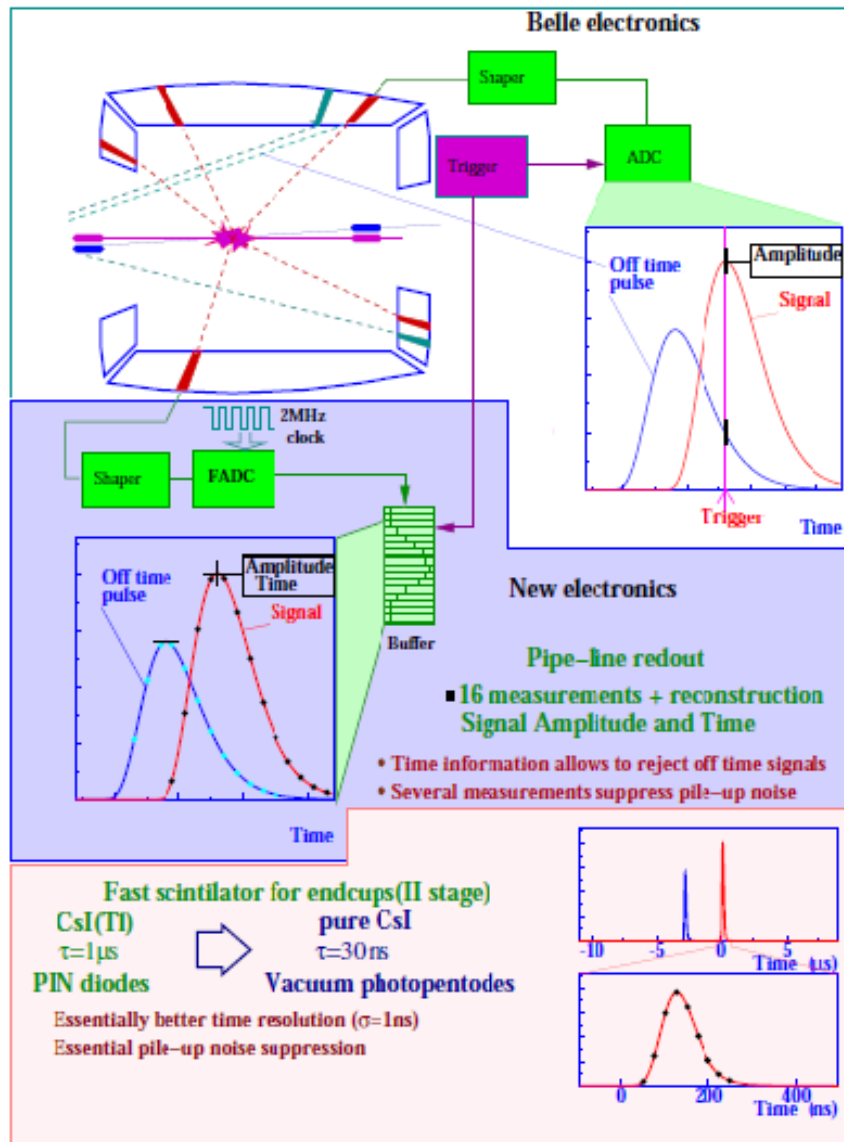 Belle electronics
Shaper
Trigger
ADC
Amplitude
Off time
pulse
Signal
Trigger
Time
2MHz
clock
Shaper
FADC
Amplitude
Time
Off time
pulse
Signal
Buffer
Time
New electronics
Pipe-line redout
16 measurements + reconstruction
Signal Amplitude and Time
• Time information allows to reject off time signals
• Several measurements suppress pile-up noise
Fast scintilator for endcups(II stage)
CsI(Tl) pure CsI
τ=1μs τ=30ns
PIN diodes Vacuum photopentodes
Essentially better time resolution (σ=1ns)
Essential pile-up noise suppression
-10 -5 0 5
Time (μs)
0 200 400
Time (ns)